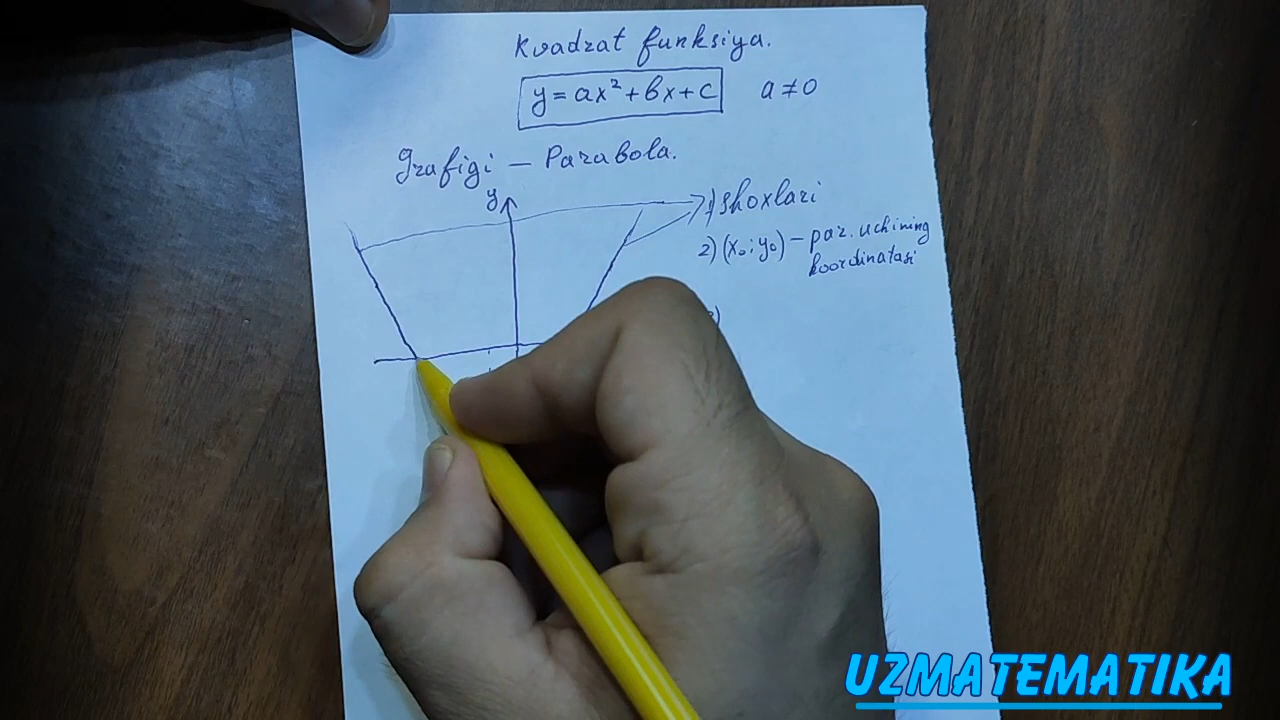 Kvadrat funksiya.
y = ax² + bx + c   a ≠ 0
Grafigi – Parabola.
y
1) shoxlari
2) (x₀; y₀) – par. uchining
koordinatasi
UZMATEMATIKA